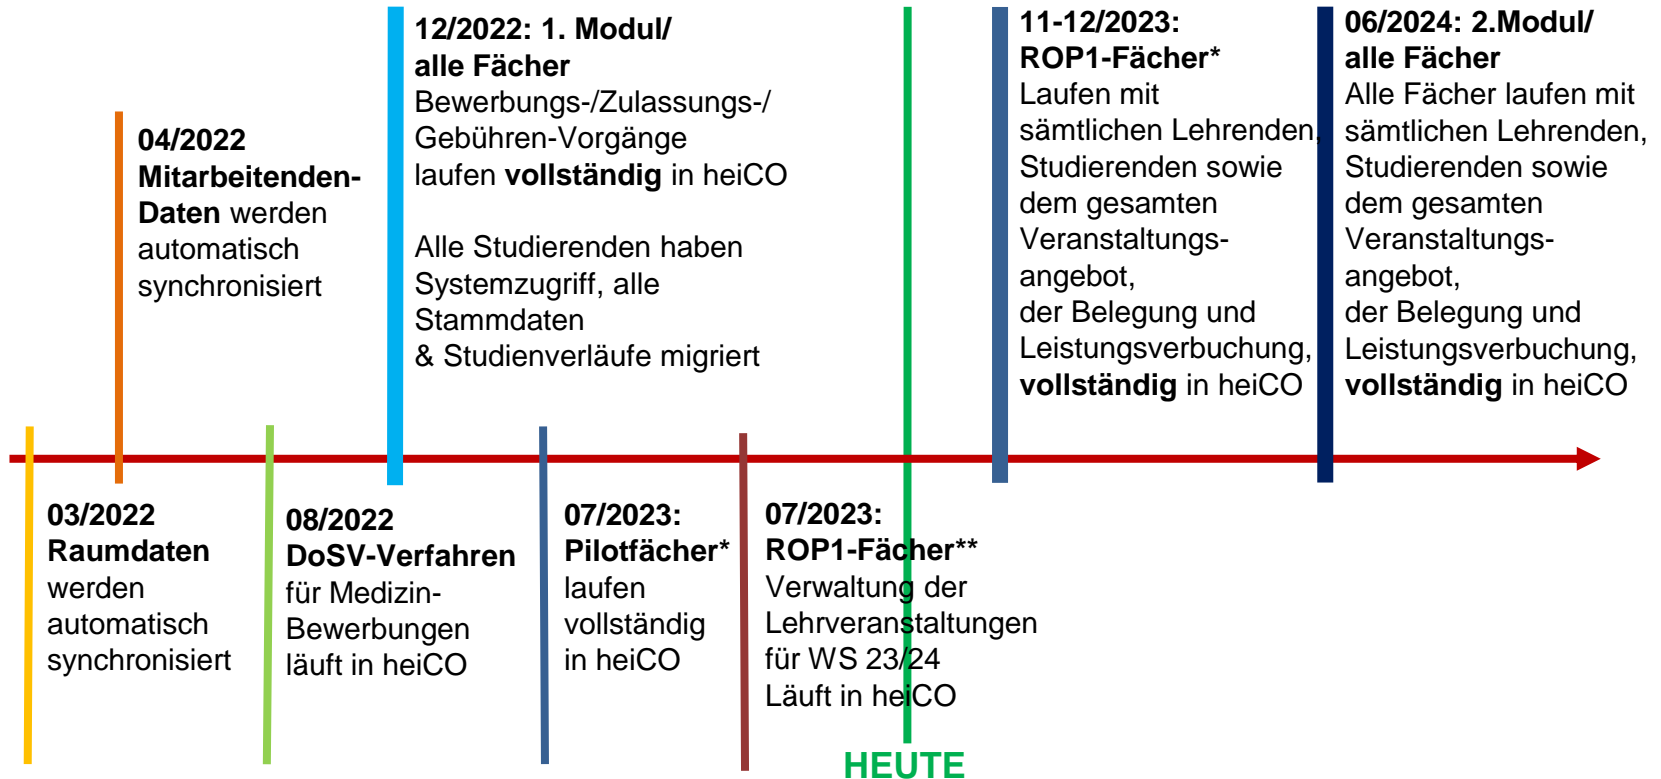 12/2022: 1. Modul/
alle Fächer
Bewerbungs-/Zulassungs-/
Gebühren-Vorgänge
laufen vollständig in heiCO
Alle Studierenden haben
Systemzugriff, alle
Stammdaten
& Studienverläufe migriert
11-12/2023:
ROP1-Fächer*
Laufen mit
sämtlichen Lehrenden,
Studierenden sowie
dem gesamten
Veranstaltungs-
angebot,
der Belegung und
Leistungsverbuchung,
vollständig in heiCO
06/2024: 2.Modul/
alle Fächer
Alle Fächer laufen mit
sämtlichen Lehrenden,
Studierenden sowie
dem gesamten
Veranstaltungs-
angebot,
der Belegung und
Leistungsverbuchung,
vollständig in heiCO
04/2022
Mitarbeitenden-
Daten werden
automatisch
synchronisiert
03/2022
Raumdaten
werden
automatisch
synchronisiert
08/2022
DoSV-Verfahren
für Medizin-
Bewerbungen
läuft in heiCO
07/2023:
Pilotfächer*
laufen
vollständig
in heiCO
07/2023:
ROP1-Fächer**
Verwaltung der
Lehrveranstaltungen
für WS 23/24
Läuft in heiCO
HEUTE